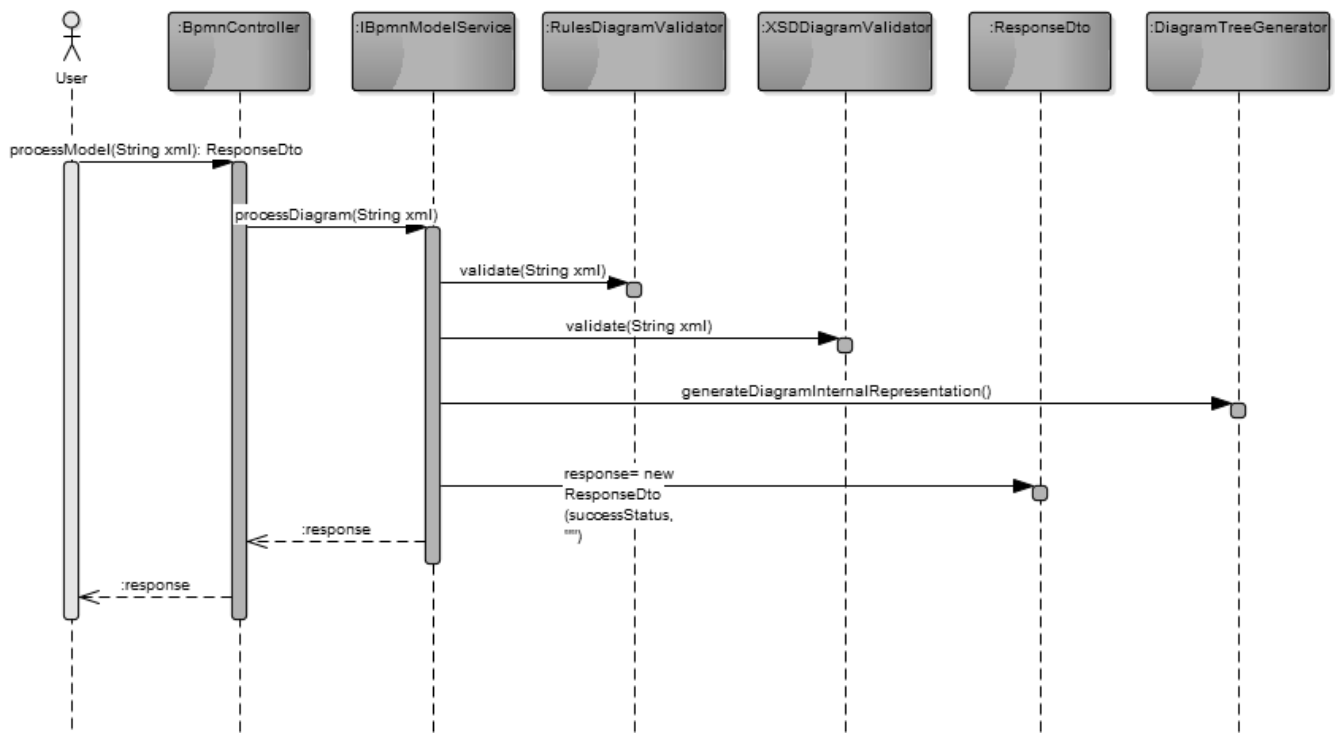 :BpmnController
:IBpmnModelService
:RulesDiagramValidator
:XSDDiagramValidator
:ResponseDto
:DiagramTreeGenerator
User
processModel(String xml): ResponseDto
processDiagram(String xml)
validate(String xml)
validate(String xml)
generateDiagramInternalRepresentation()
response= new
ResponseDto
(successStatus,
"")
:response
:response